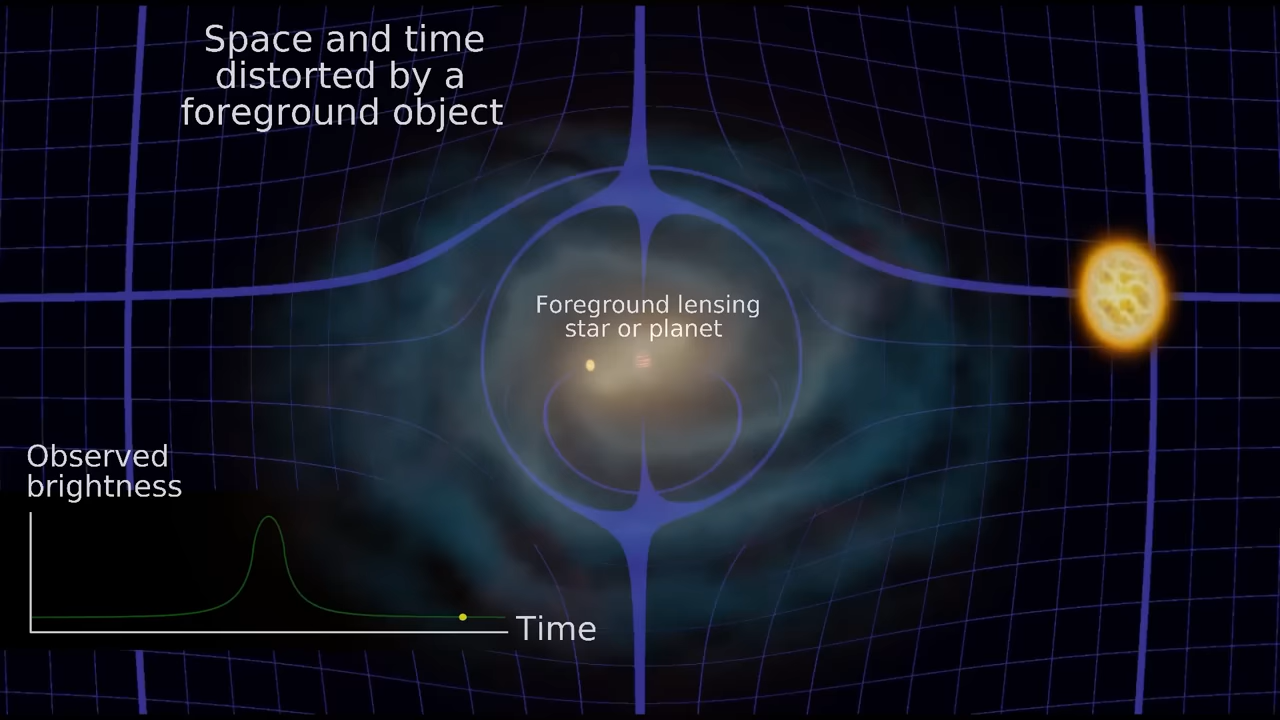 Space and time
distorted by a
foreground object
Foreground lensing
star or planet
Observed
brightness
Time